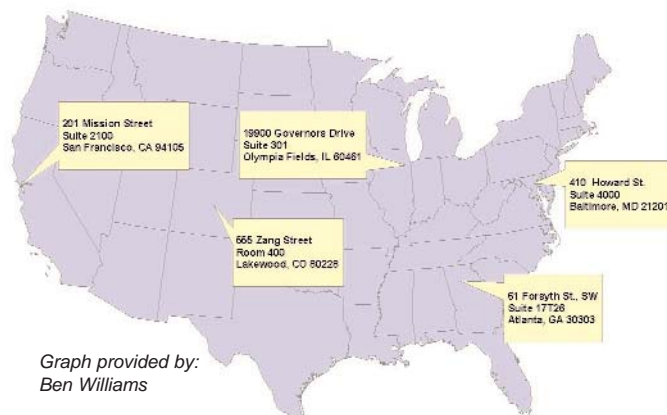 201 Mission Street
Suite 2100
San Francisco, CA 94105
19900 Governors Drive
Suite 301
Olympia Fields, IL 60461
410 Howard St.
Suite 4000
Baltimore, MD 21201
555 Zang Street
Room 400
Lakewood, CO 80228
61 Forsyth St., SW
Suite 17T26
Atlanta, GA 30303
Graph provided by:
Ben Williams